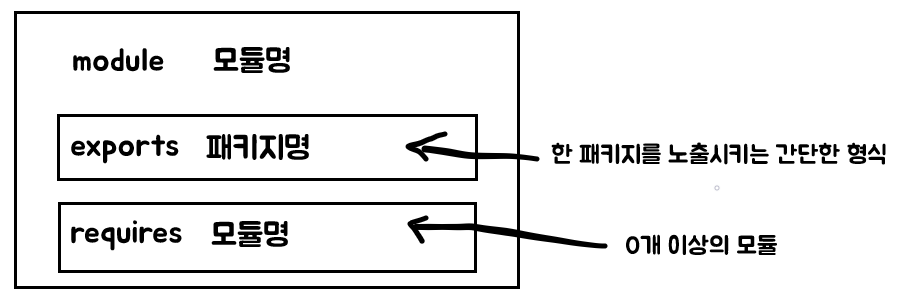 module 모듈명
exports 패키지명
한 패키지를 노출시키는 간단한 형식
requires 모듈명
0개 이상의 모듈